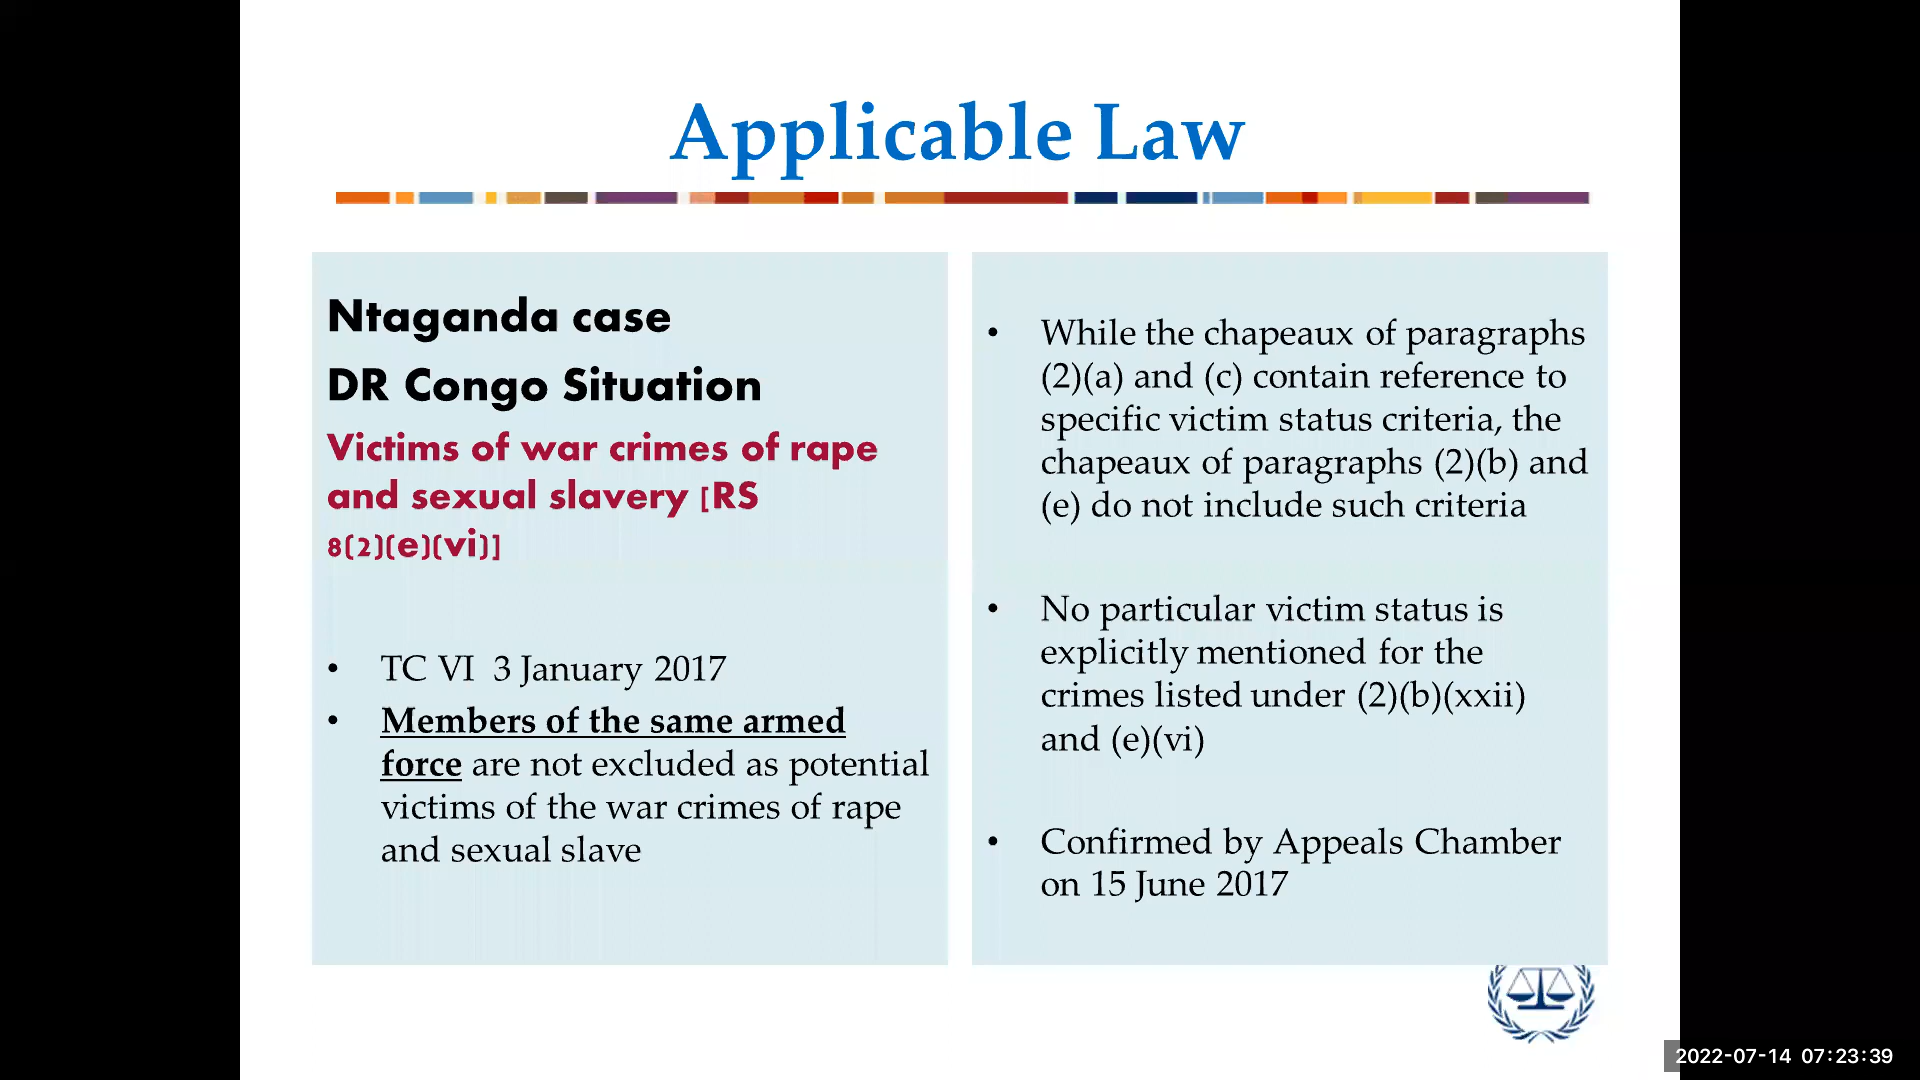 Applicable Law
Ntaganda case
DR Congo Situation
Victims of war crimes of rape
and sexual slavery [RS
8(2)(e)(vi)]
• TC VI 3 January 2017
• Members of the same armed
force are not excluded as potential
victims of the war crimes of rape
and sexual slave
• While the chapeaux of paragraphs
(2)(a) and (c) contain reference to
specific victim status criteria, the
chapeaux of paragraphs (2)(b) and
(e) do not include such criteria
• No particular victim status is
explicitly mentioned for the
crimes listed under (2)(b)(xxii)
and (e)(vi)
• Confirmed by Appeals Chamber
on 15 June 2017
2022-07-14 07:23:39